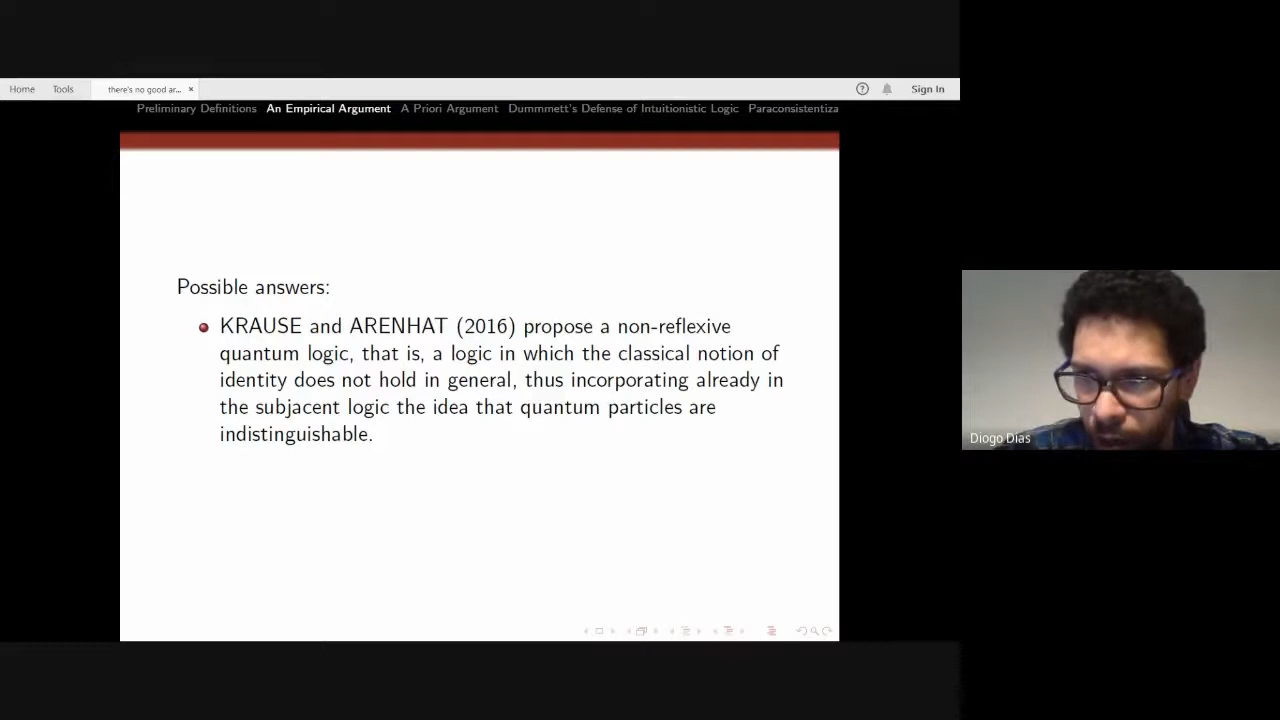 Home Tools there's no good ar... × ? Sign In
Preliminary Definitions An Empirical Argument A Priori Argument Dummmett's Defense of Intuitionistic Logic Paraconsistentiza
Possible answers:
KRAUSE and ARENHAT (2016) propose a non-reflexive
quantum logic, that is, a logic in which the classical notion of
identity does not hold in general, thus incorporating already in
the subjacent logic the idea that quantum particles are
indistinguishable.
Diogo Dias